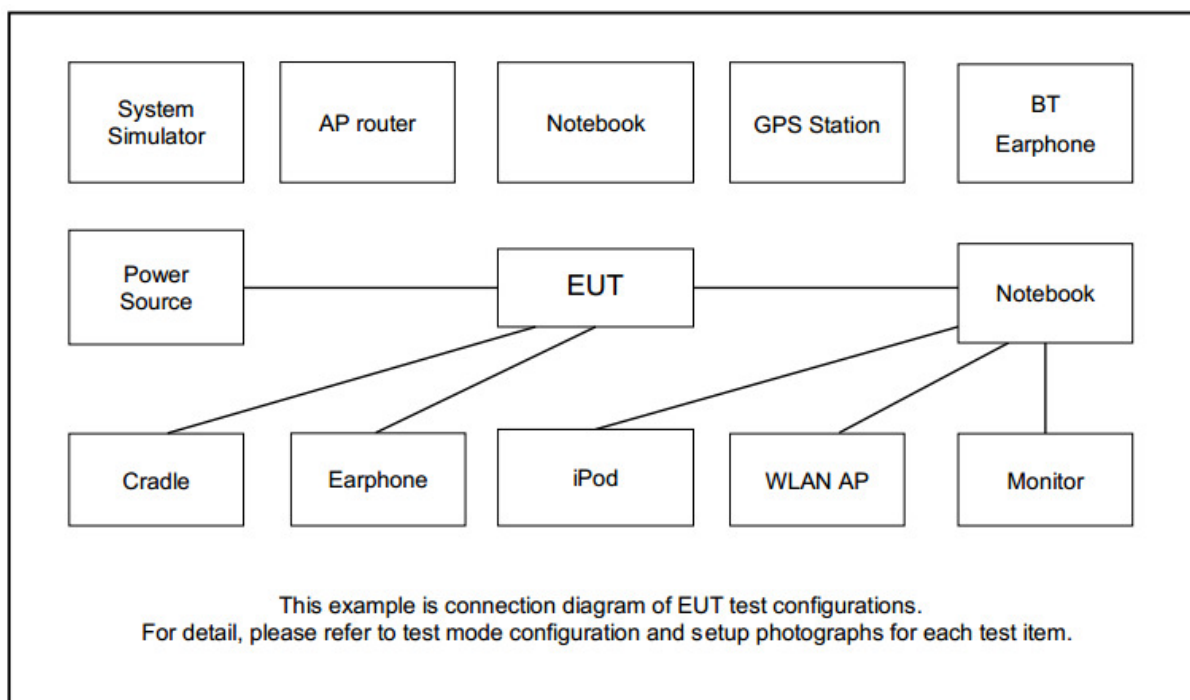 System
Simulator
AP router
Notebook
GPS Station
BT
Earphone
Power
Source
EUT
Notebook
Cradle
Earphone
iPod
WLAN AP
Monitor
This example is connection diagram of EUT test configurations.
For detail, please refer to test mode configuration and setup photographs for each test item.